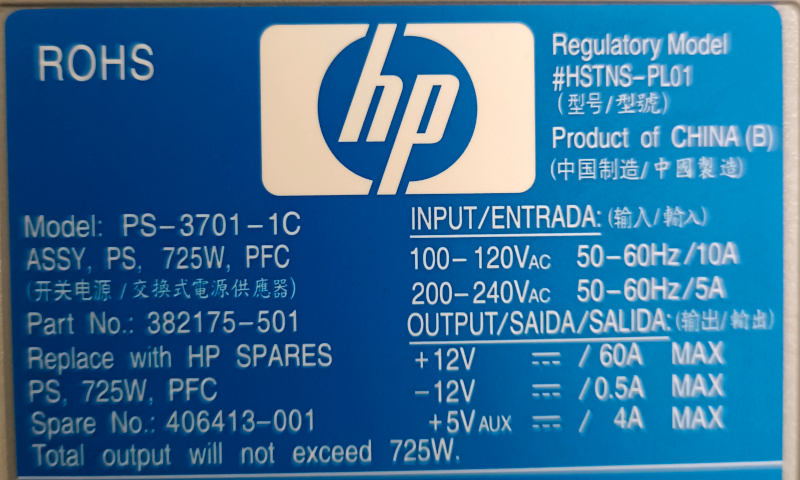 ROHS
hp
Regulatory Model
#HSTNS-PL01
(型号/型號)
Product of CHINA (B)
(中国制造/中國製造)
Model: PS-3701-1C
ASSY, PS, 725W, PFC
(开关电源/交換式電源供應器)
Part No.: 382175-501
Replace with HP SPARES
PS, 725W, PFC
Spare No.: 406413-001
Total output will not exceed 725W.
INPUT/ENTRADA: (输入/輸入)
100-120VAC 50-60Hz/10A
200-240VAC 50-60Hz/5A
OUTPUT/SAIDA/SALIDA: (输出/輸出)
+12V ⎓ / 60A MAX
-12V ⎓ / 0.5A MAX
+5VAUX ⎓ / 4A MAX